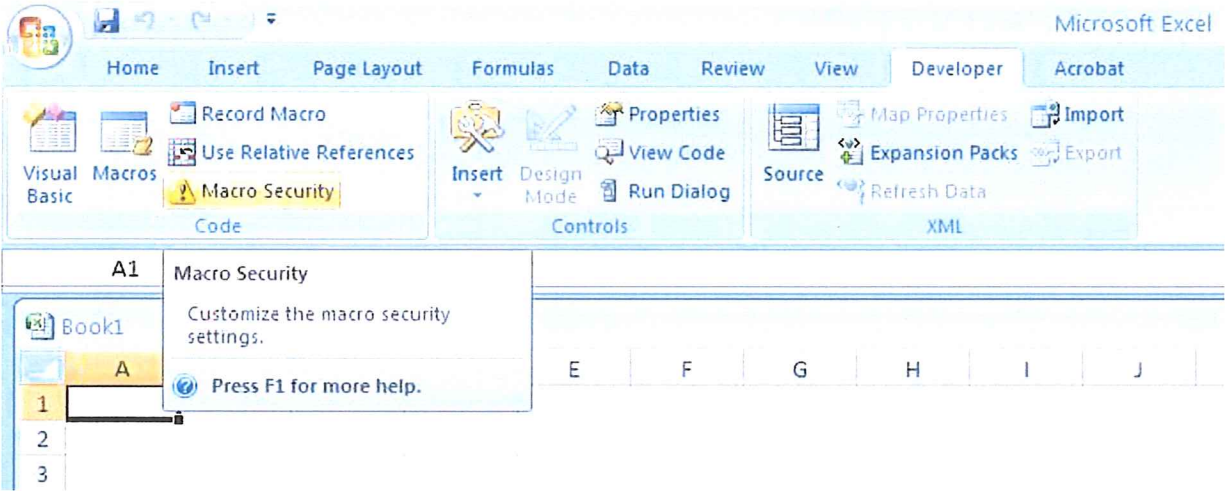 Microsoft Excel
Home Insert Page Layout Formulas Data Review View Developer Acrobat
Visual Basic
Macros
Record Macro
Use Relative References
Macro Security
Code
Insert
Design Mode
Properties
View Code
Run Dialog
Controls
Source
Map Properties
Expansion Packs
Refresh Data
Import
Export
XML
A1
Macro Security
Customize the macro security
settings.
Press F1 for more help.
Book1
A E F G H I J
1
2
3